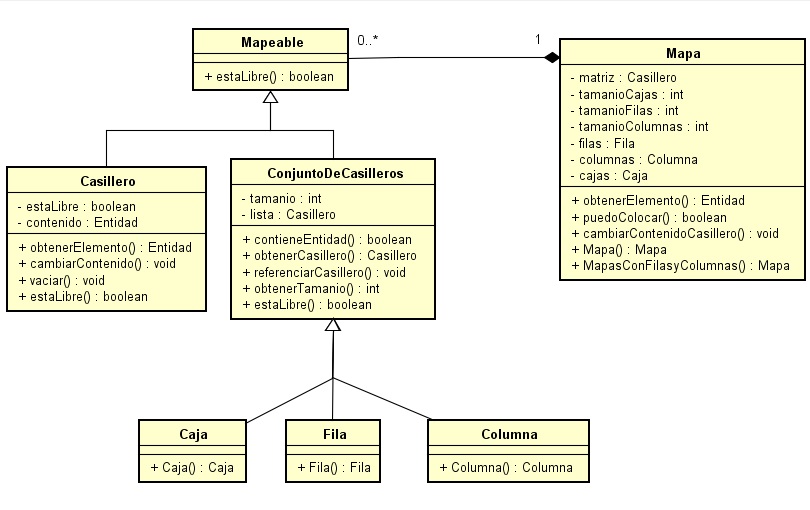 Mapeable
+ estaLibre() : boolean
0..*
1
Mapa
- matriz : Casillero
- tamanioCajas : int
- tamanioFilas : int
- tamanioColumnas : int
- filas : Fila
- columnas : Columna
- cajas : Caja
+ obtenerElemento() : Entidad
+ puedoColocar() : boolean
+ cambiarContenidoCasillero() : void
+ Mapa() : Mapa
+ MapasConFilasyColumnas() : Mapa
Casillero
- estaLibre : boolean
- contenido : Entidad
+ obtenerElemento() : Entidad
+ cambiarContenido() : void
+ vaciar() : void
+ estaLibre() : boolean
ConjuntoDeCasilleros
- tamanio : int
- lista : Casillero
+ contieneEntidad() : boolean
+ obtenerCasillero() : Casillero
+ referenciarCasillero() : void
+ obtenerTamanio() : int
+ estaLibre() : boolean
Caja
+ Caja() : Caja
Fila
+ Fila() : Fila
Columna
+ Columna() : Columna